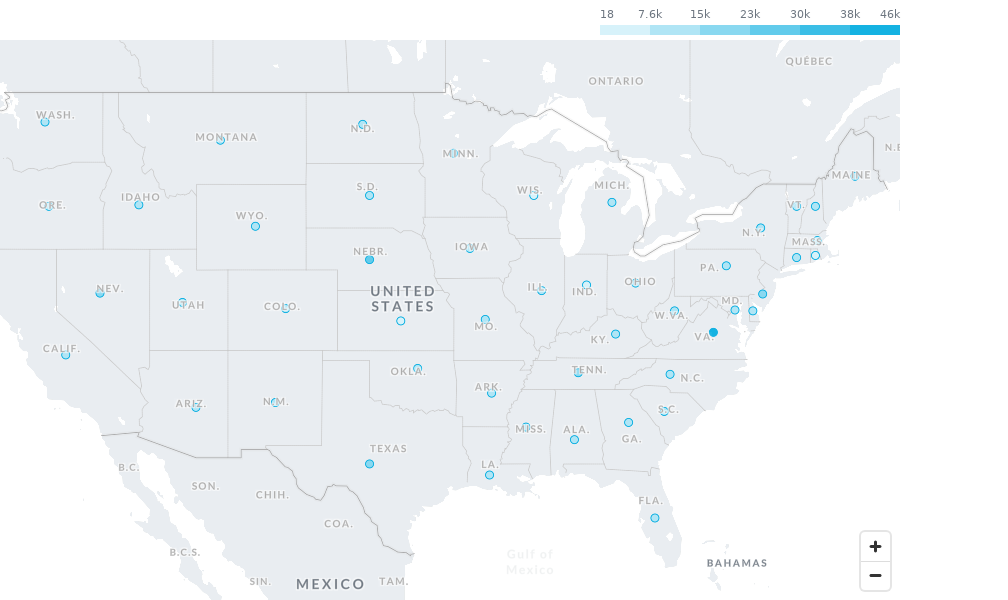 18 7.6k 15k 23k 30k 38k 46k
QUÉBEC
ONTARIO
WASH.
MONTANA
N.D.
MINN.
N.B
MAINE
ORE.
IDAHO
WYO.
S.D.
WIS.
MICH.
VT.
N.Y.
MASS.
NEBR.
IOWA
NEV.
UTAH
COLO.
UNITED
STATES
ILL.
IND.
OHIO
PA.
MD.
W.VA.
VA.
CALIF.
MO.
KY.
ARIZ.
N.M.
OKLA.
ARK.
TENN.
N.C.
S.C.
TEXAS
LA.
MISS.
ALA.
GA.
FLA.
B.C.
SON.
CHIH.
COA.
B.C.S.
SIN.
MEXICO
TAM.
Gulf of
Mexico
BAHAMAS
+
−